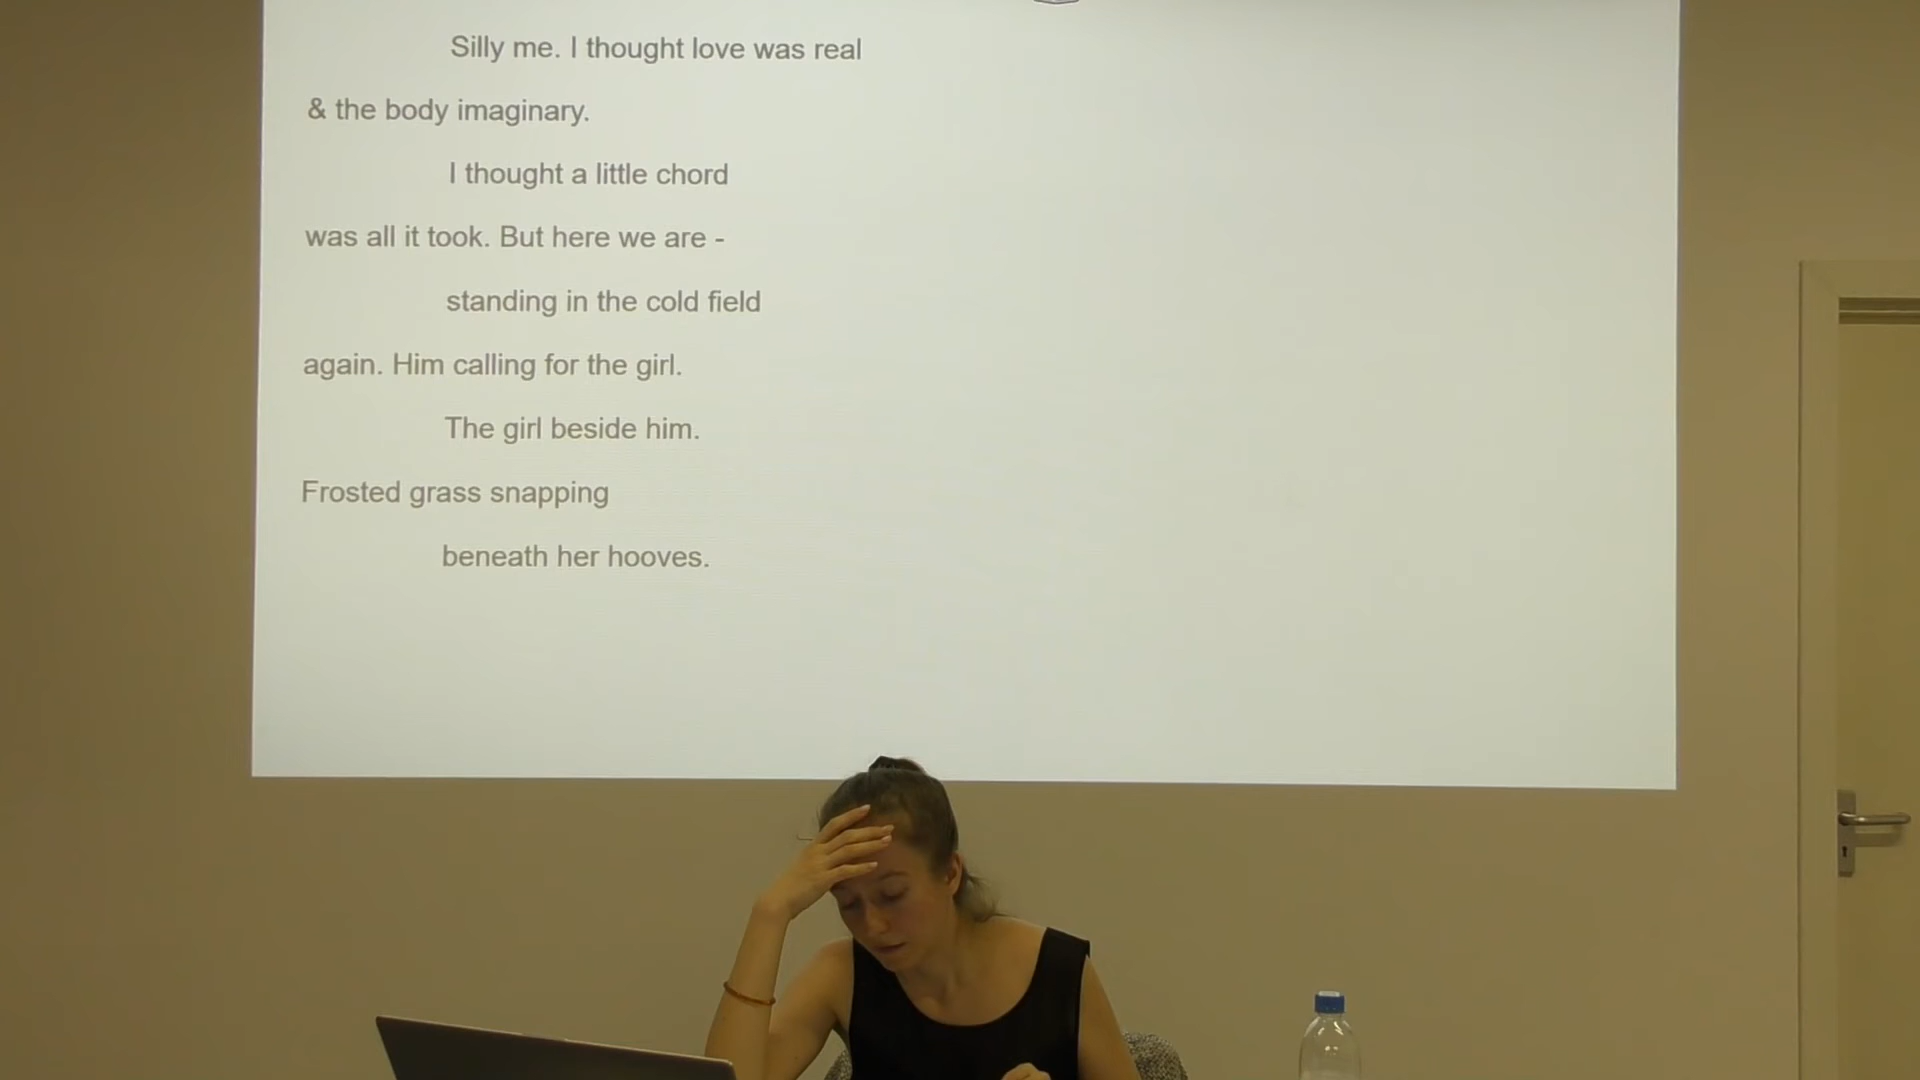 Silly me. I thought love was real
& the body imaginary.
I thought a little chord
was all it took. But here we are -
standing in the cold field
again. Him calling for the girl.
The girl beside him.
Frosted grass snapping
beneath her hooves.